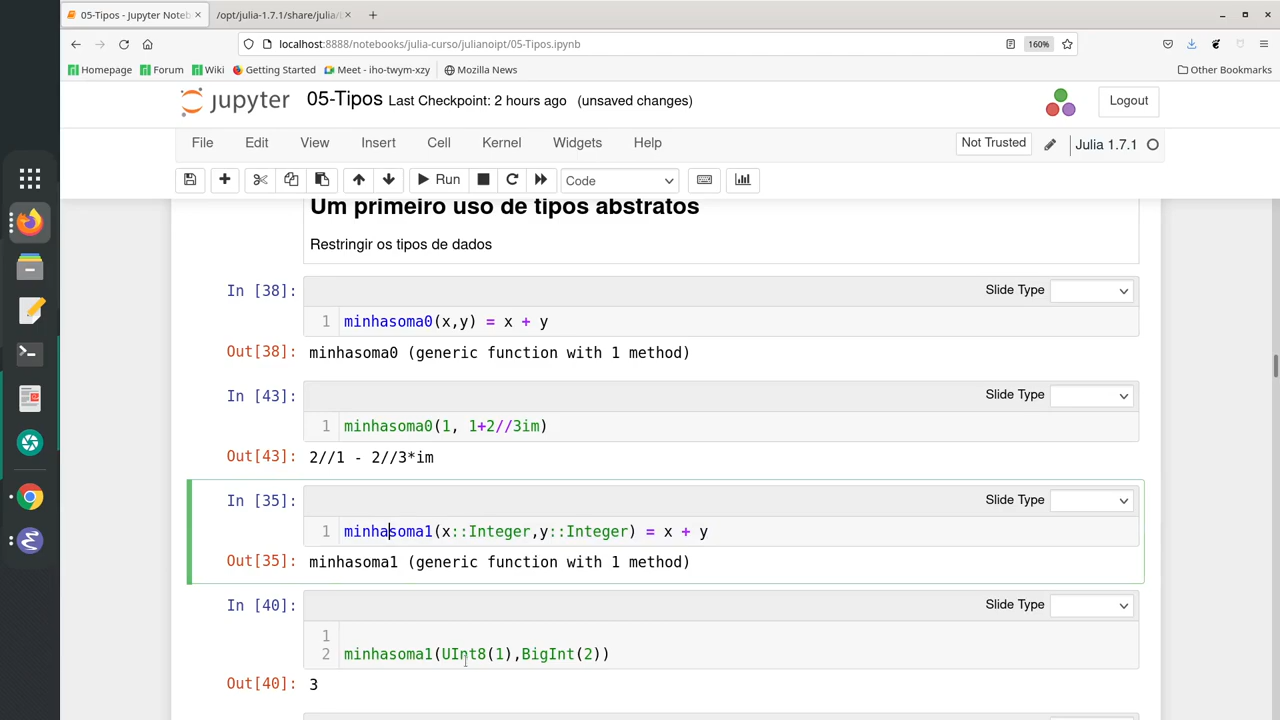 05-Tipos - Jupyter Noteb
/opt/julia-1.7.1/share/julia/
localhost:8888/notebooks/julia-curso/julianoipt/05-Tipos.ipynb
160%
Homepage Forum Wiki Getting Started Meet - iho-twym-xzy Mozilla News Other Bookmarks
jupyter 05-Tipos Last Checkpoint: 2 hours ago (unsaved changes) Logout
File Edit View Insert Cell Kernel Widgets Help Not Trusted Julia 1.7.1
Run Code
Um primeiro uso de tipos abstratos
Restringir os tipos de dados
In [38]: Slide Type
1 minhasoma0(x,y) = x + y
Out[38]: minhasoma0 (generic function with 1 method)
In [43]: Slide Type
1 minhasoma0(1, 1+2//3im)
Out[43]: 2//1 - 2//3*im
In [35]: Slide Type
1 minhasoma1(x::Integer,y::Integer) = x + y
Out[35]: minhasoma1 (generic function with 1 method)
In [40]: Slide Type
1
2 minhasoma1(UInt8(1),BigInt(2))
Out[40]: 3